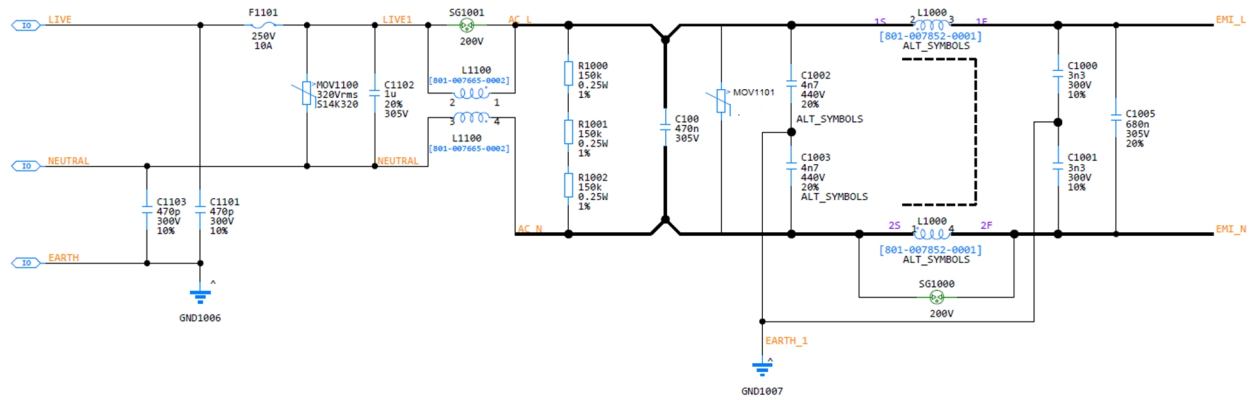 IO
LIVE
F1101
250V
10A
LIVE1
SG1001
200V
AC_L
L1000
1S
2
3
1F
[801-007852-0001]
ALT_SYMBOLS
EMI_L
MOV1100
320Vrms
S14K320
C1102
1u
20%
305V
L1100
[801-007665-0002]
2
1
3
4
L1100
[801-007665-0002]
R1000
150k
0.25W
1%
R1001
150k
0.25W
1%
R1002
150k
0.25W
1%
C100
470n
305V
MOV1101
C1002
4n7
440V
20%
ALT_SYMBOLS
C1003
4n7
440V
20%
ALT_SYMBOLS
C1000
3n3
300V
10%
C1001
3n3
300V
10%
C1005
680n
305V
20%
IO
NEUTRAL
NEUTRAL
C1103
470p
300V
10%
C1101
470p
300V
10%
AC_N
L1000
2S
1
4
2F
[801-007852-0001]
ALT_SYMBOLS
EMI_N
IO
EARTH
GND1006
SG1000
200V
EARTH_1
GND1007